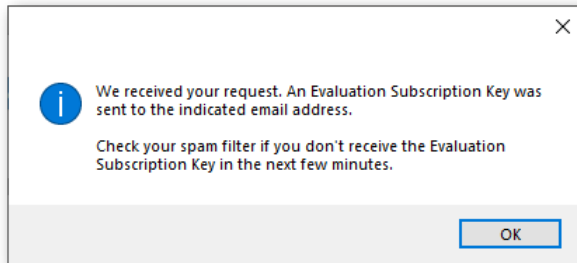 We received your request. An Evaluation Subscription Key was
sent to the indicated email address.
Check your spam filter if you don't receive the Evaluation
Subscription Key in the next few minutes.
OK